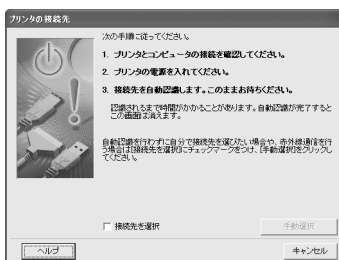 プリンタの接続先
次の手順に従ってください。
1. プリンタとコンピュータの接続を確認してください。
2. プリンタの電源を入れてください。
3. 接続先を自動認識します。このままお待ちください。
認識されるまで時間がかかることがあります。自動認識が完了すると
この画面は消えます。
自動認識を行わずに自分で接続先を選びたい場合や、赤外線通信を行
う場合は[接続先を選択]にチェックマークをつけ、[手動選択]をクリックし
てください。
接続先を選択
手動選択
ヘルプ
キャンセル